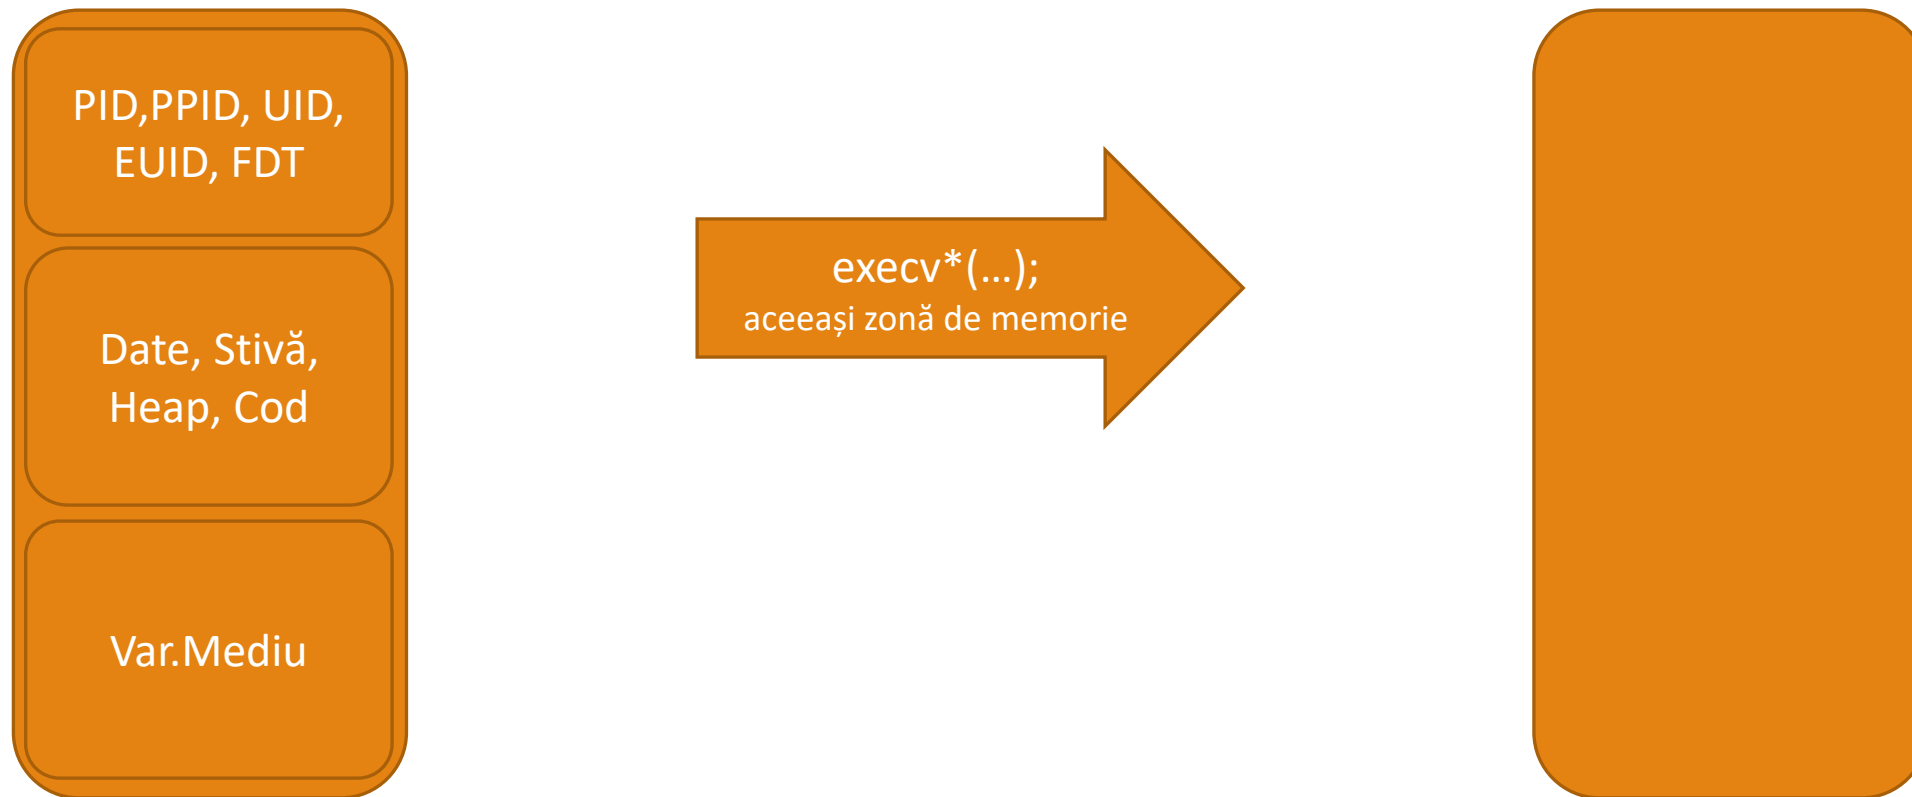 PID,PPID, UID,
EUID, FDT
Date, Stivă,
Heap, Cod
Var.Mediu
execv*(…);
aceeași zonă de memorie